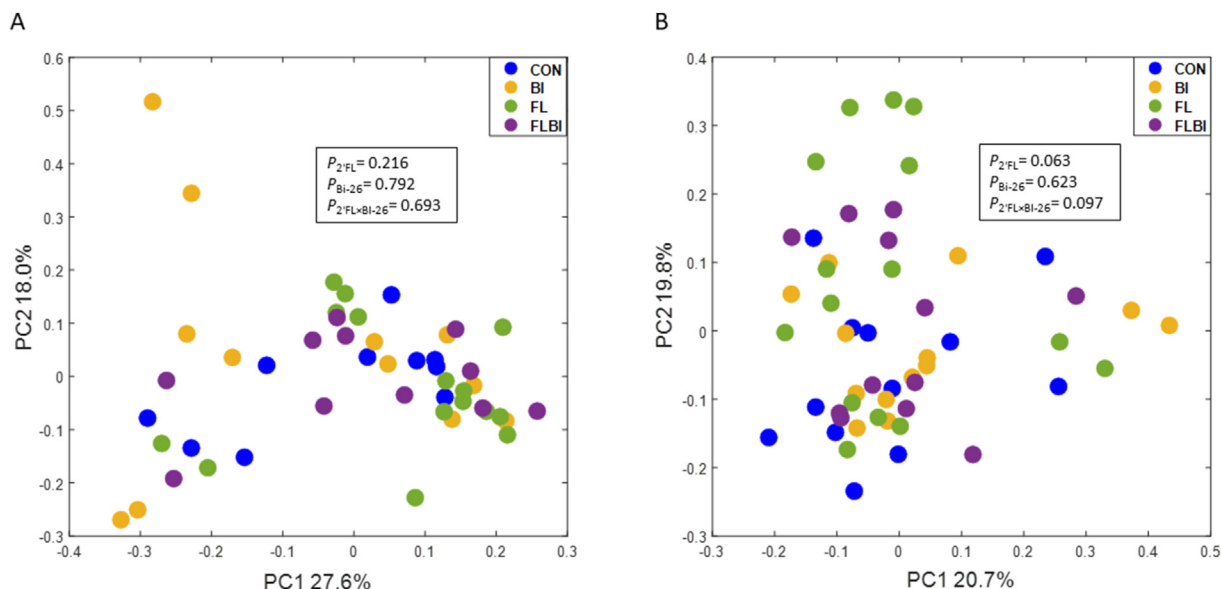 A
0.6
0.5
0.4
0.3
0.2
0.1
0
-0.1
-0.2
-0.3
-0.4
-0.3
-0.2
-0.1
0
0.1
0.2
0.3
PC2 18.0%
PC1 27.6%
CON
BI
FL
FLBI
P2'FL= 0.216
PBi-26= 0.792
P2'FL×BI-26= 0.693
B
0.4
0.3
0.2
0.1
0
-0.1
-0.2
-0.3
-0.3
-0.2
-0.1
0
0.1
0.2
0.3
0.4
0.5
PC2 19.8%
PC1 20.7%
CON
BI
FL
FLBI
P2'FL= 0.063
PBi-26= 0.623
P2'FL×BI-26= 0.097